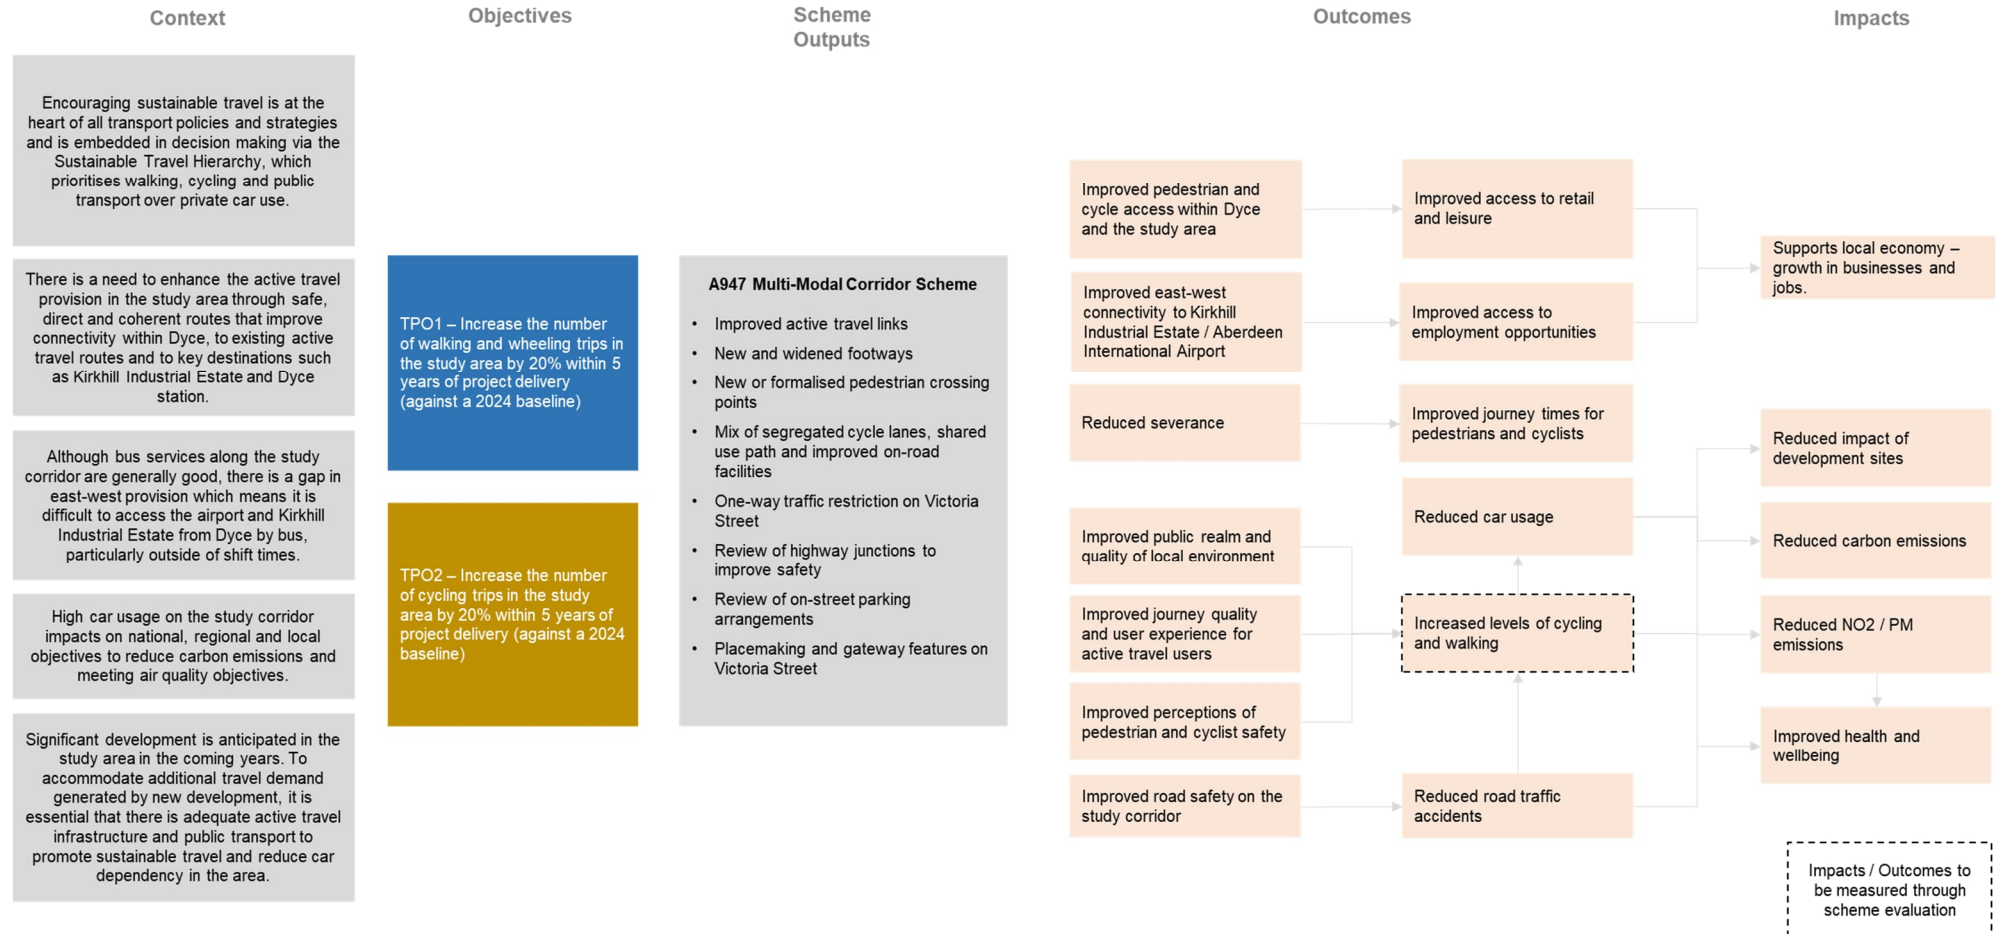 Context
Objectives
Scheme
Outputs
Outcomes
Impacts
Encouraging sustainable travel is at the
heart of all transport policies and strategies
and is embedded in decision making via the
Sustainable Travel Hierarchy, which
prioritises walking, cycling and public
transport over private car use.
There is a need to enhance the active travel
provision in the study area through safe,
direct and coherent routes that improve
connectivity within Dyce, to existing active
travel routes and to key destinations such
as Kirkhill Industrial Estate and Dyce
station.
Although bus services along the study
corridor are generally good, there is a gap in
east-west provision which means it is
difficult to access the airport and Kirkhill
Industrial Estate from Dyce by bus,
particularly outside of shift times.
High car usage on the study corridor
impacts on national, regional and local
objectives to reduce carbon emissions and
meeting air quality objectives.
Significant development is anticipated in the
study area in the coming years. To
accommodate additional travel demand
generated by new development, it is
essential that there is adequate active travel
infrastructure and public transport to
promote sustainable travel and reduce car
dependency in the area.
TPO1 – Increase the number
of walking and wheeling trips in
the study area by 20% within 5
years of project delivery
(against a 2024 baseline)
TPO2 – Increase the number
of cycling trips in the study
area by 20% within 5 years of
project delivery (against a 2024
baseline)
A947 Multi-Modal Corridor Scheme
• Improved active travel links
• New and widened footways
• New or formalised pedestrian crossing
points
• Mix of segregated cycle lanes, shared
use path and improved on-road
facilities
• One-way traffic restriction on Victoria
Street
• Review of highway junctions to
improve safety
• Review of on-street parking
arrangements
• Placemaking and gateway features on
Victoria Street
Improved pedestrian and
cycle access within Dyce
and the study area
Improved east-west
connectivity to Kirkhill
Industrial Estate / Aberdeen
International Airport
Reduced severance
Improved public realm and
quality of local environment
Improved journey quality
and user experience for
active travel users
Improved perceptions of
pedestrian and cyclist safety
Improved road safety on the
study corridor
Improved access to retail
and leisure
Improved access to
employment opportunities
Improved journey times for
pedestrians and cyclists
Reduced car usage
Increased levels of cycling
and walking
Reduced road traffic
accidents
Supports local economy –
growth in businesses and
jobs.
Reduced impact of
development sites
Reduced carbon emissions
Reduced NO2 / PM
emissions
Improved health and
wellbeing
Impacts / Outcomes to
be measured through
scheme evaluation